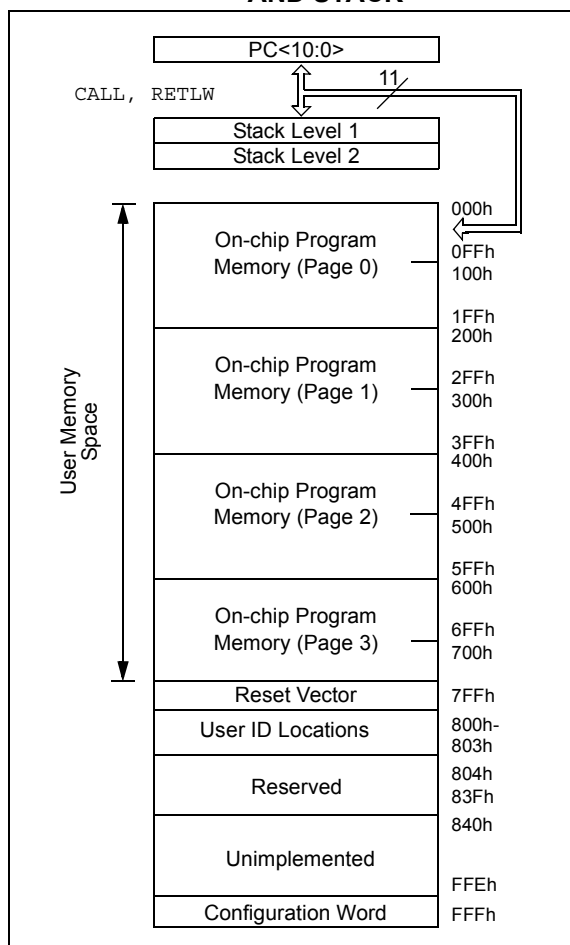 AND STACK
PC<10:0>
11
CALL, RETLW
Stack Level 1
Stack Level 2
000h
On-chip Program
Memory (Page 0)
0FFh
100h
1FFh
200h
On-chip Program
Memory (Page 1)
2FFh
300h
User Memory
Space
3FFh
400h
On-chip Program
Memory (Page 2)
4FFh
500h
5FFh
600h
On-chip Program
Memory (Page 3)
6FFh
700h
Reset Vector
7FFh
User ID Locations
800h-
803h
Reserved
804h
83Fh
840h
Unimplemented
FFEh
Configuration Word
FFFh